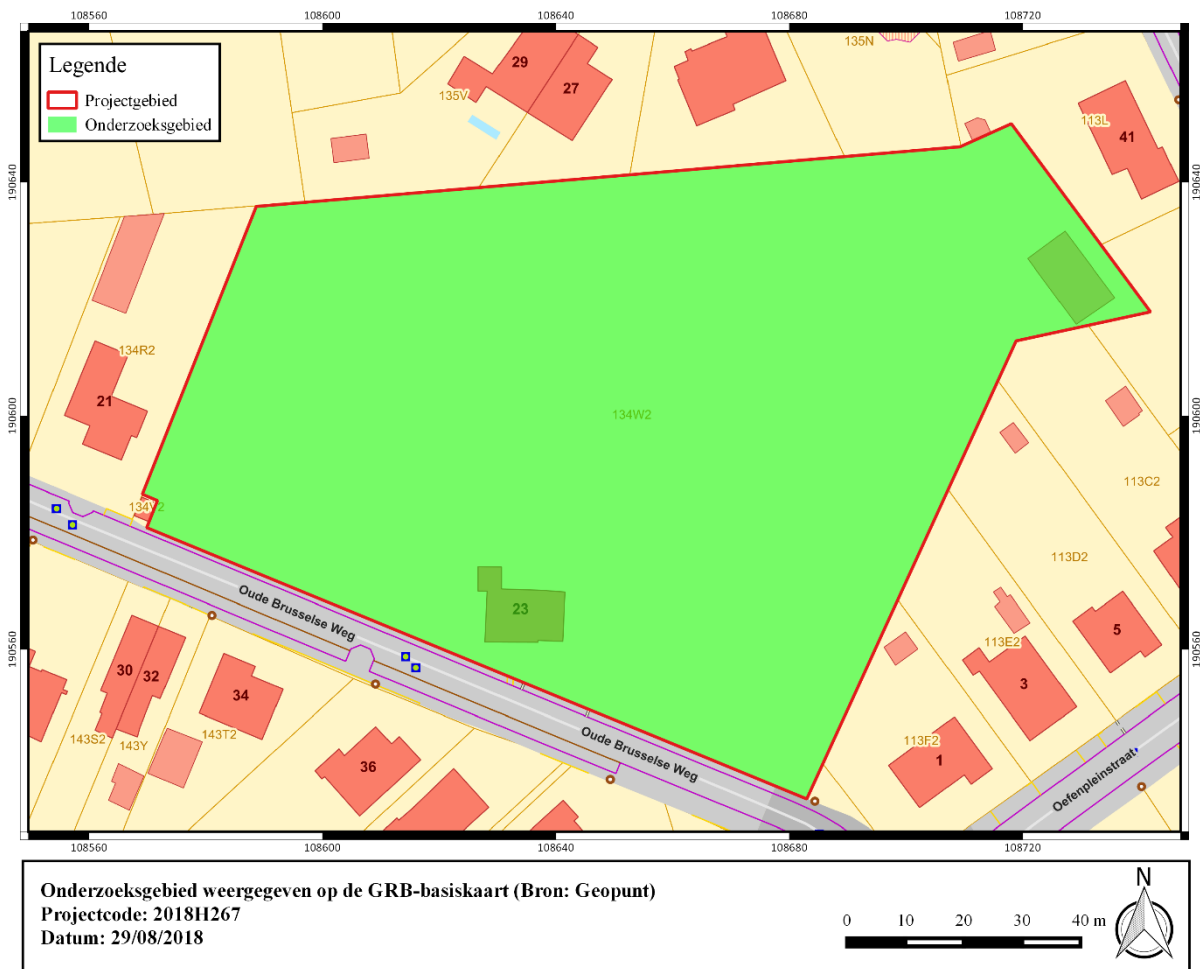 108560 108600 108640 108680 108720
Legende
Projectgebied
Onderzoeksgebied
135N
29
27
135V
113L
41
190640
190640
134R2
21
134W2
190600
190600
113C2
134V2
113D2
Oude Brusselse Weg
23
5
113E2
190560
190560
30
32
34
3
143S2
143Y
143T2
36
Oude Brusselse Weg
113F2
1
Oefenpleinstraat
108560 108600 108640 108680 108720
Onderzoeksgebied weergegeven op de GRB-basiskaart (Bron: Geopunt)
Projectcode: 2018H267
Datum: 29/08/2018
0 10 20 30 40 m
N